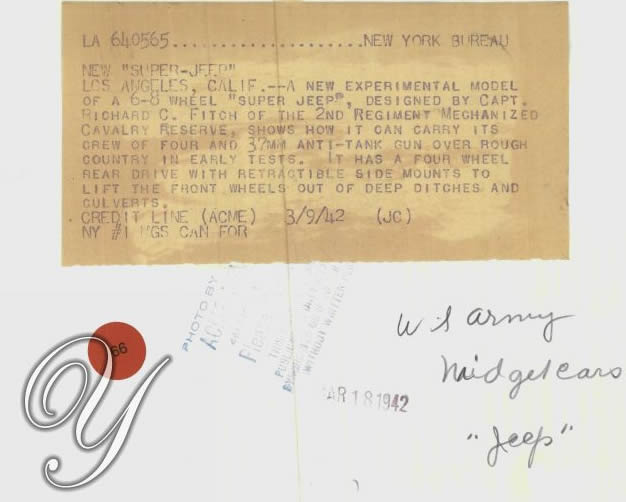 LA 640565.....................NEW YORK BUREAU
NEW "SUPER-JEEP"
LOS ANGELES, CALIF.--A NEW EXPERIMENTAL MODEL
OF A 6-8 WHEEL "SUPER JEEP", DESIGNED BY CAPT.
RICHARD C. FITCH OF THE 2ND REGIMENT MECHANIZED
CAVALRY RESERVE, SHOWS HOW IT CAN CARRY ITS
CREW OF FOUR AND 37MM ANTI-TANK GUN OVER ROUGH
COUNTRY IN EARLY TESTS. IT HAS A FOUR WHEEL
REAR DRIVE WITH RETRACTIBLE SIDE MOUNTS TO
LIFT THE FRONT WHEELS OUT OF DEEP DITCHES AND
CULVERTS.
CREDIT LINE (ACME) 3/9/42 (JC)
NY #1 NGS CAN FOR
PHOTO BY
WITHOUT WRITTEN
U S Army
Midget cars
"Jeep"
MAR 18 1942
66
Y